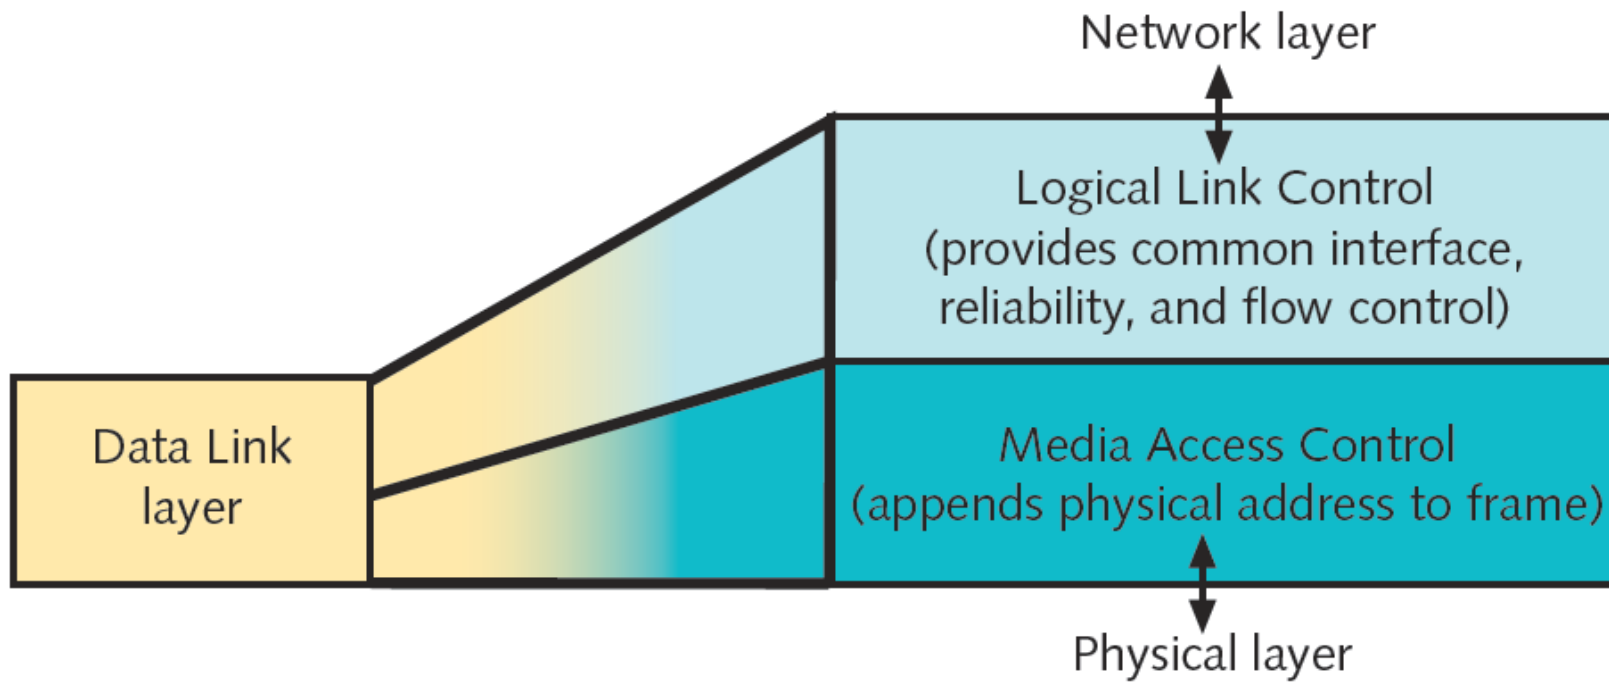 Network layer
Logical Link Control
(provides common interface,
reliability, and flow control)
Data Link
layer
Media Access Control
(appends physical address to frame)
Physical layer